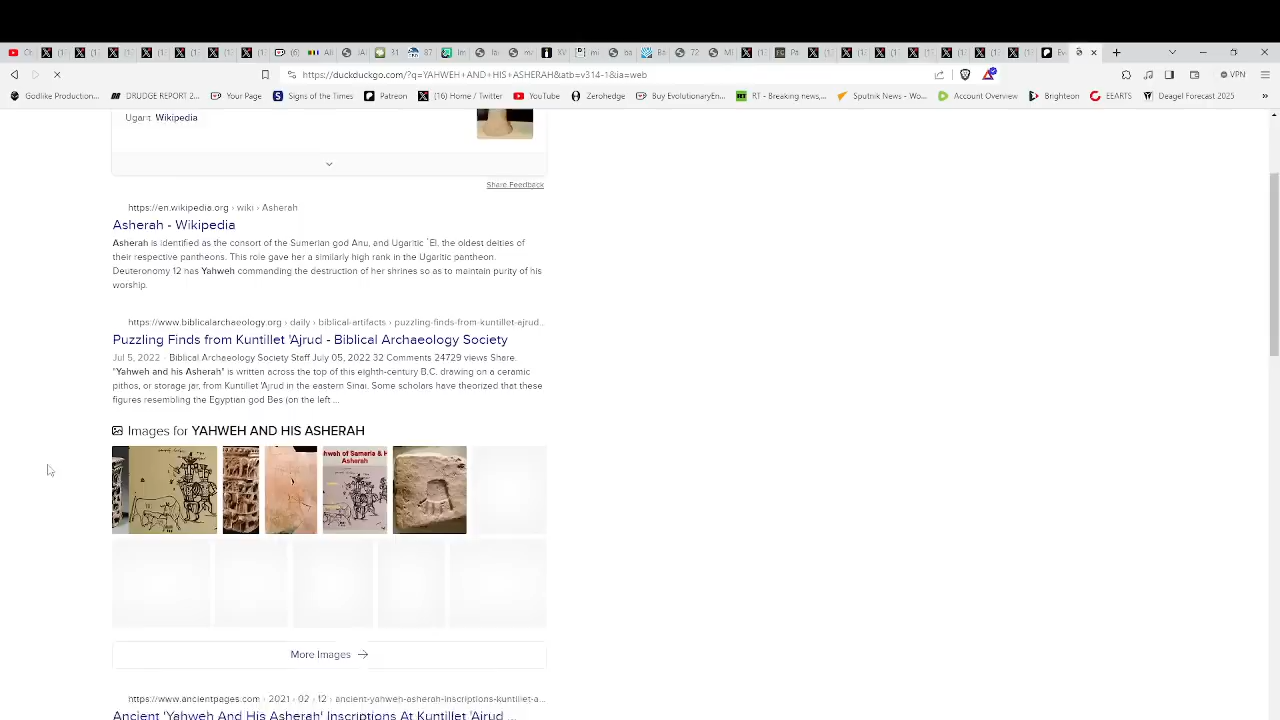 https://duckduckgo.com/?q=YAHWEH+AND+HIS+ASHERAH&atb=v314-1&ia=web
VPN
Godlike Production... DRUDGE REPORT 2... Your Page Signs of the Times Patreon (16) Home / Twitter YouTube Zerohedge Buy EvolutionaryEn... RT - Breaking news,... Sputnik News - Wo... Account Overview Brighteon EEARTS
Ugarit Wikipedia
Share Feedback
https://en.wikipedia.org › wiki › Asherah
Asherah - Wikipedia
Asherah is identified as the consort of the Sumerian god Anu, and Ugaritic ʾEl, the oldest deities of
their respective pantheons. This role gave her a similarly high rank in the Ugaritic pantheon.
Deuteronomy 12 has Yahweh commanding the destruction of her shrines so as to maintain purity of his
worship.
https://www.biblicalarchaeology.org › daily › biblical-artifacts › puzzling-finds-from-kuntillet-ajrud...
Puzzling Finds from Kuntillet 'Ajrud - Biblical Archaeology Society
Jul 5, 2022 Biblical Archaeology Society Staff July 05, 2022 32 Comments 24729 views Share.
"Yahweh and his Asherah" is written across the top of this eighth-century B.C. drawing on a ceramic
pithos, or storage jar, from Kuntillet 'Ajrud in the eastern Sinai. Some scholars have theorized that these
figures resembling the Egyptian god Bes (on the left ...
Images for YAHWEH AND HIS ASHERAH
hweh of Samaria & H
Asherah
More Images
https://www.ancientpages.com › 2021 › 02 › 12 › ancient-yahweh-asherah-inscriptions-kuntillet-a...
Ancient 'Yahweh And His Asherah' Inscriptions At Kuntillet 'Ajrud ...